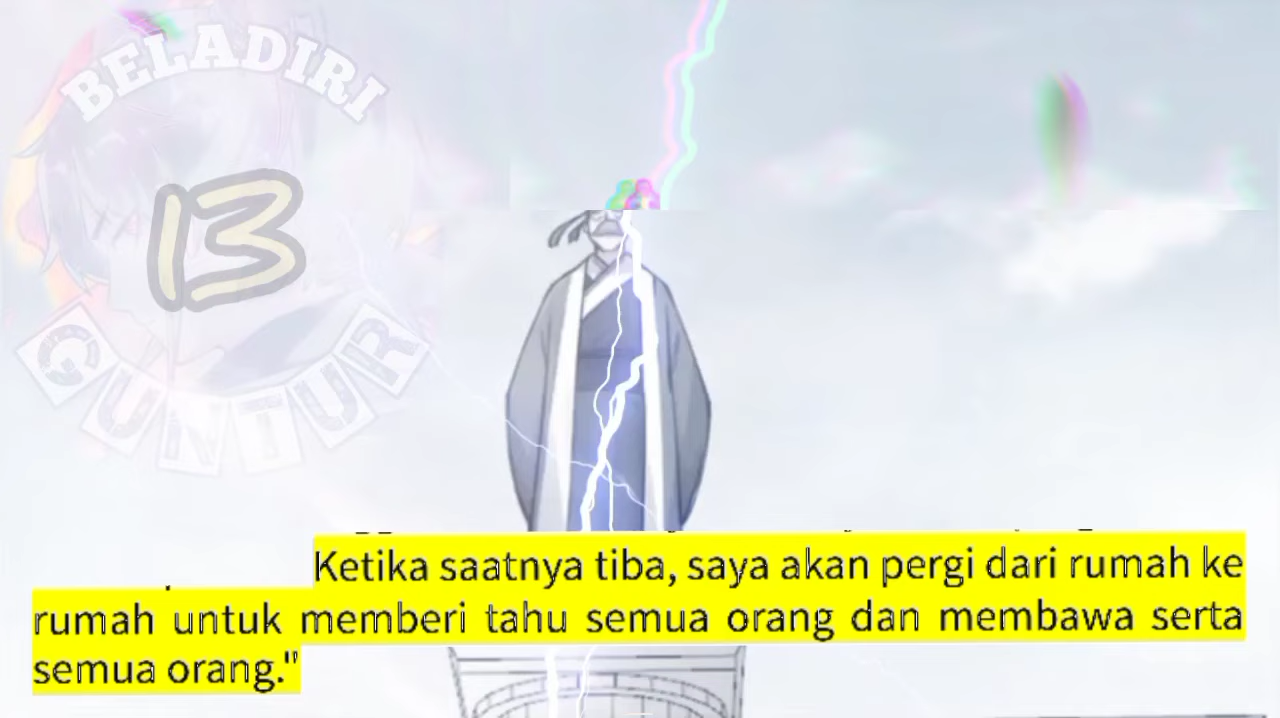 BELADIRI
13
GUNTUR
Ketika saatnya tiba, saya akan pergi dari rumah ke
rumah untuk memberi tahu semua orang dan membawa serta
semua orang."